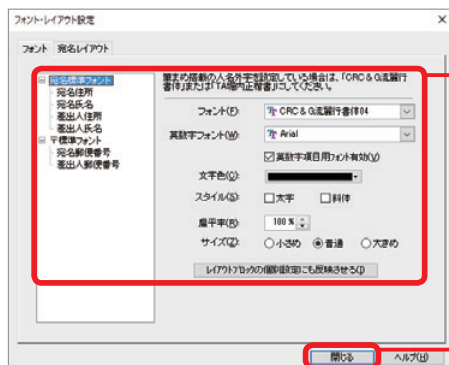 フォント・レイアウト設定
フォント 宛名レイアウト
宛名標準フォント
宛名住所
宛名氏名
差出人住所
差出人氏名
〒標準フォント
宛名郵便番号
差出人郵便番号
筆まめ搭載の人名外字を設定している場合は、「CRC&G流麗行
書体」または「TA堀内正楷書」にしてください。
フォント(F): CRC&G流麗行書体04
英数字フォント(W): Arial
英数字項目用フォント有効(V)
文字色(C):
スタイル(S): 太字 斜体
扁平率(R): 100 %
サイズ(Z): 小さめ 普通 大きめ
レイアウトブロックの個別設定にも反映させる(I)
閉じる ヘルプ(H)